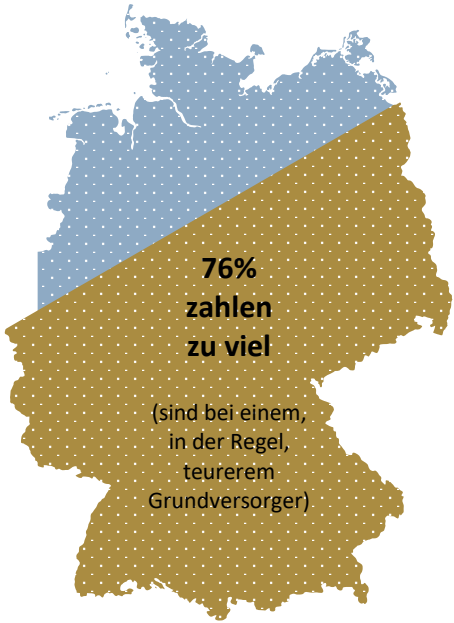 76%
zahlen
zu viel
(sind bei einem,
in der Regel,
teurerem
Grundversorger)